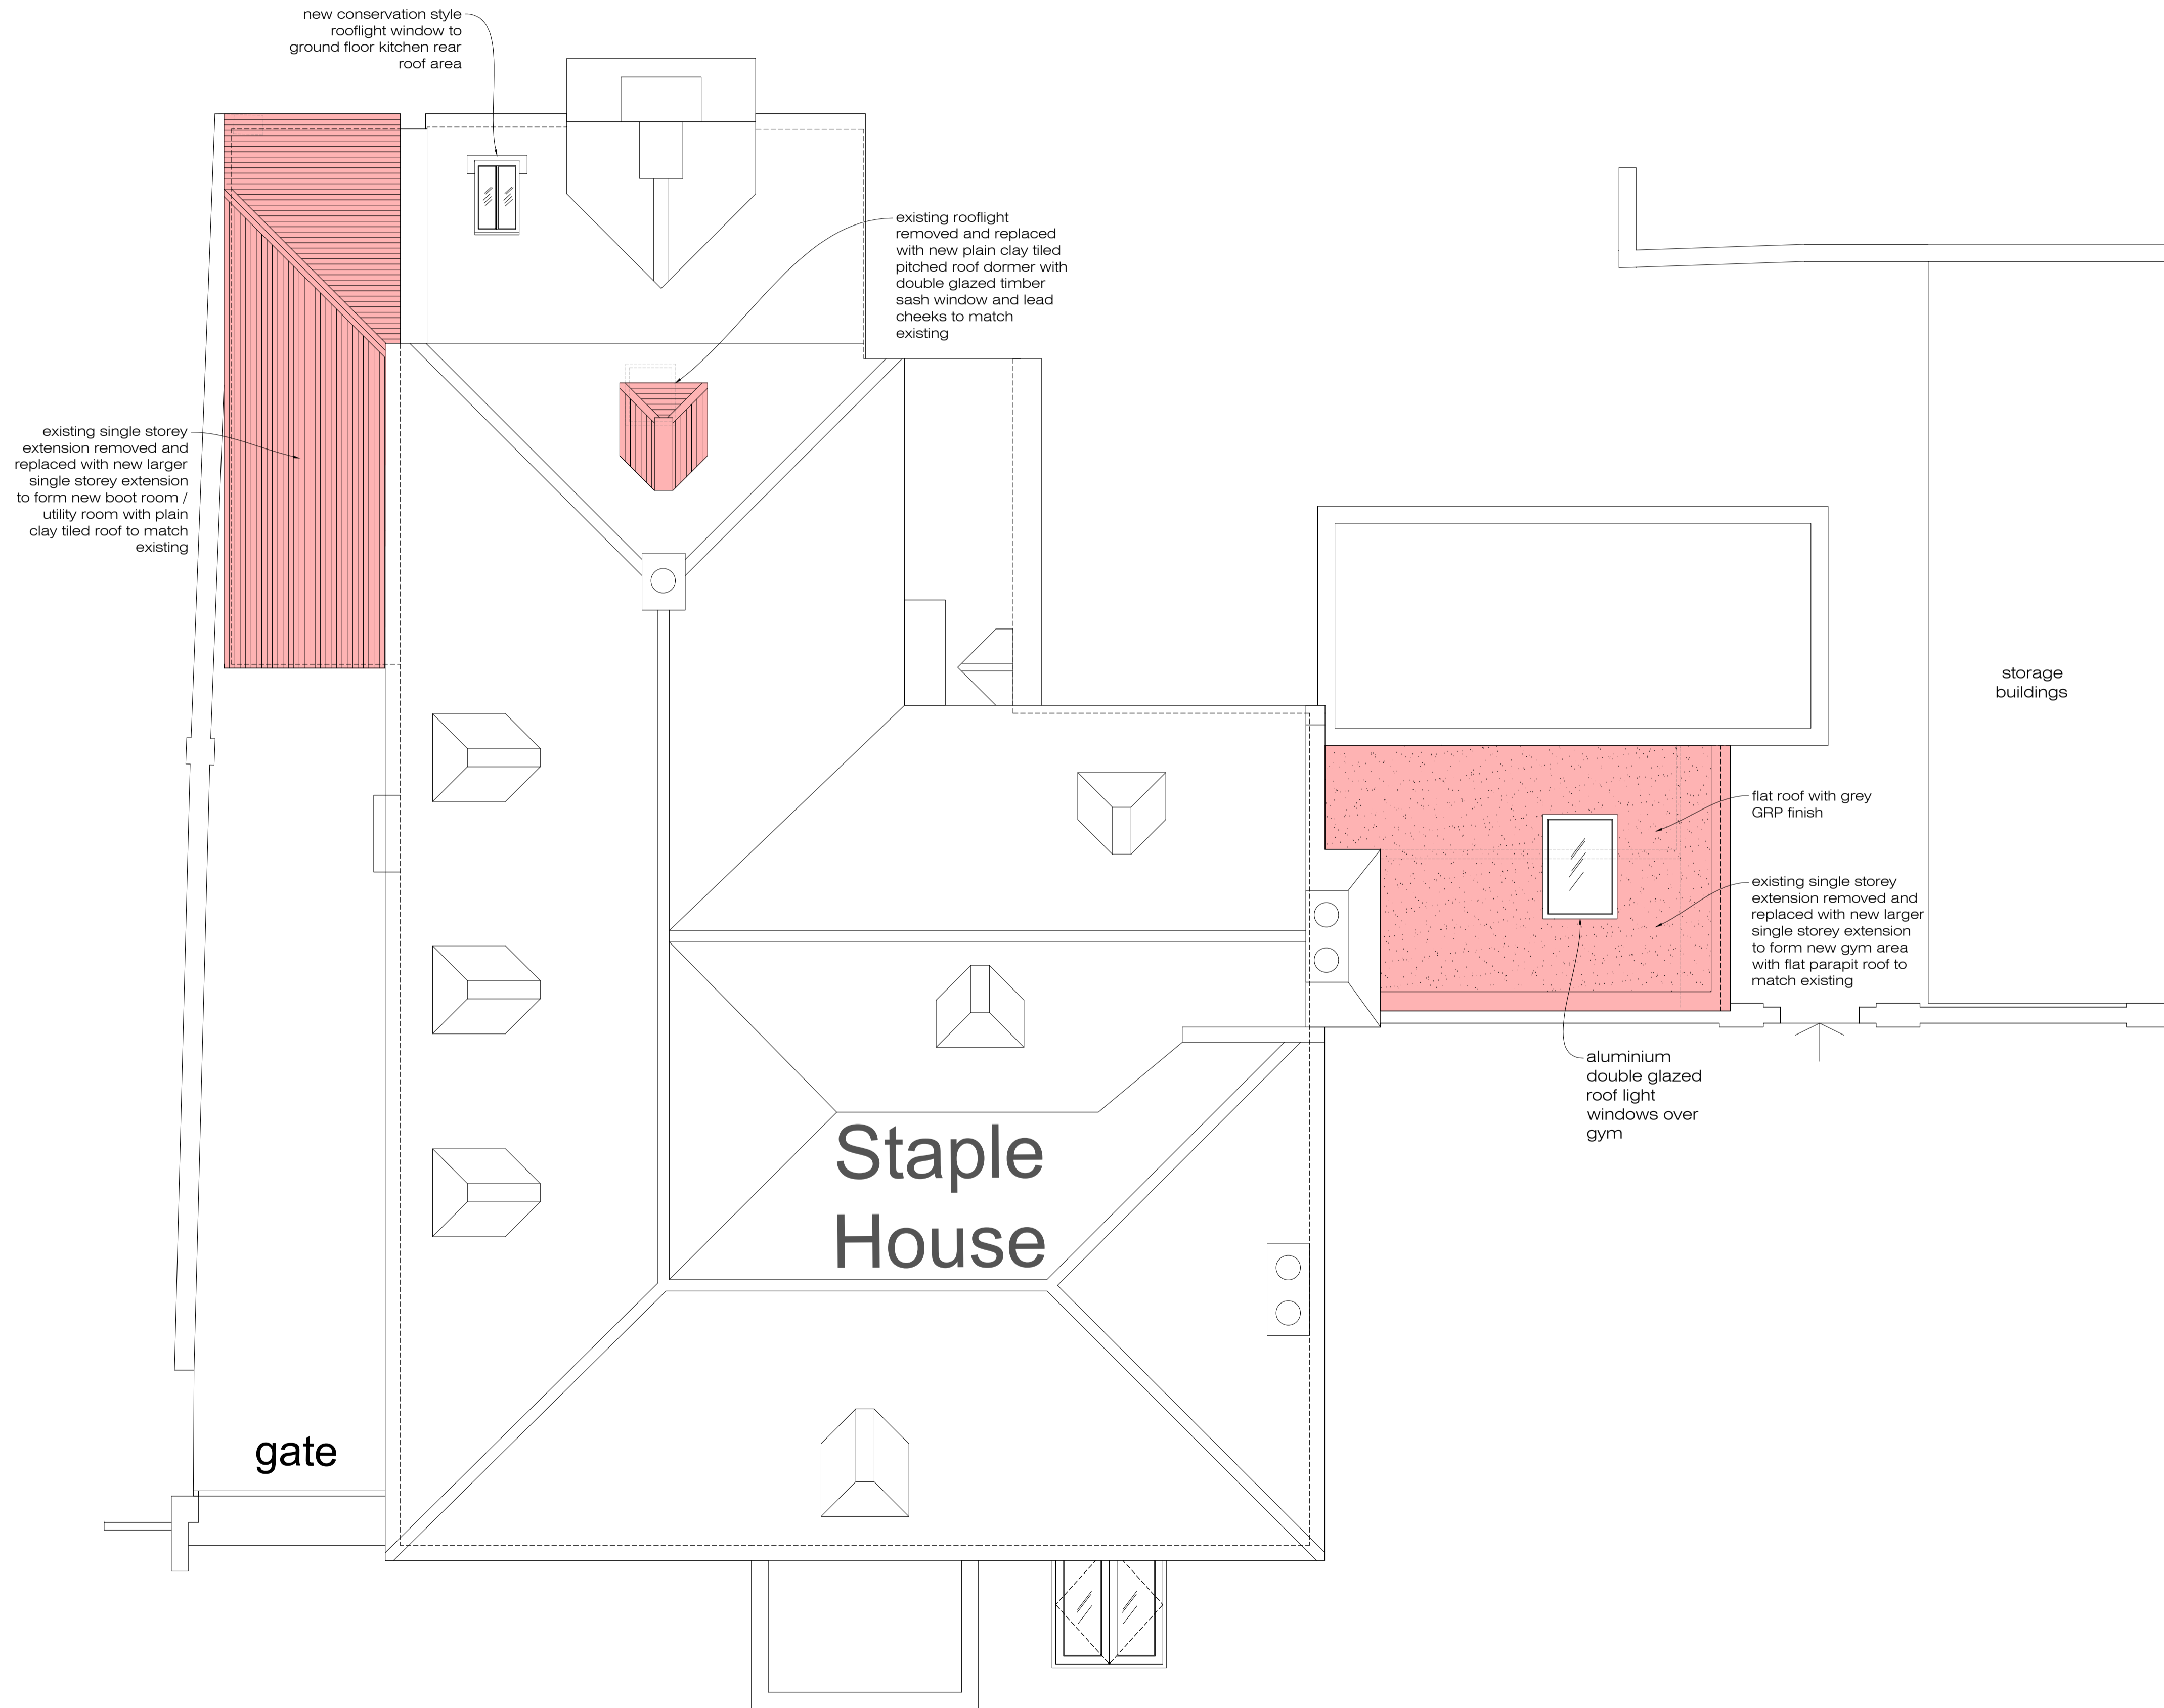 new conservation style
rooflight window to
ground floor kitchen rear
roof area
existing rooflight
removed and replaced
with new plain clay tiled
pitched roof dormer with
double glazed timber
sash window and lead
cheeks to match
existing
existing single storey
extension removed and
replaced with new larger
single storey extension
to form new boot room /
utility room with plain
clay tiled roof to match
existing
storage
buildings
flat roof with grey
GRP finish
existing single storey
extension removed and
replaced with new larger
single storey extension
to form new gym area
with flat parapit roof to
match existing
aluminium
double glazed
roof light
windows over
gym
Staple
House
gate